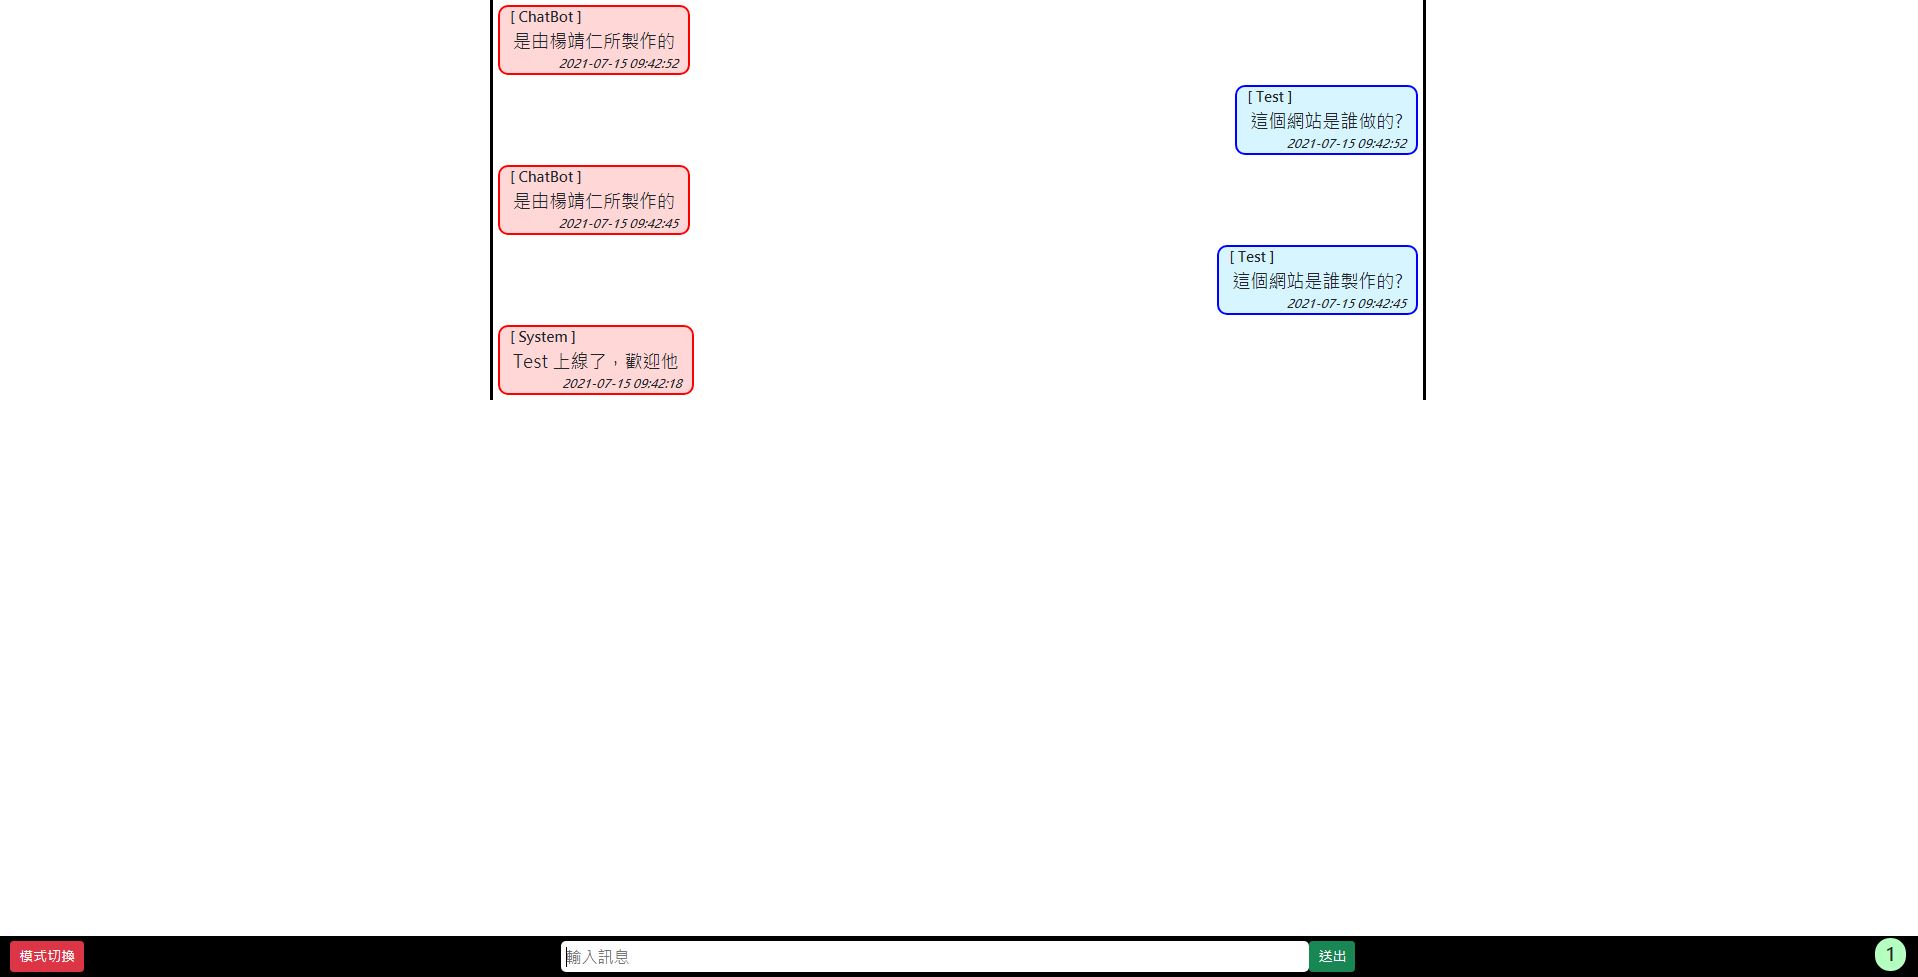 [ ChatBot ]
是由楊靖仁所製作的
2021-07-15 09:42:52
[ Test ]
這個網站是誰做的?
2021-07-15 09:42:52
[ ChatBot ]
是由楊靖仁所製作的
2021-07-15 09:42:45
[ Test ]
這個網站是誰製作的?
2021-07-15 09:42:45
[ System ]
Test 上線了，歡迎他
2021-07-15 09:42:18
模式切換
輸入訊息
送出
1